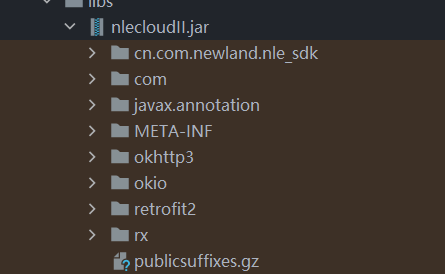 libs
nlecloudII.jar
cn.com.newland.nle_sdk
com
javax.annotation
META-INF
okhttp3
okio
retrofit2
rx
publicsuffixes.gz